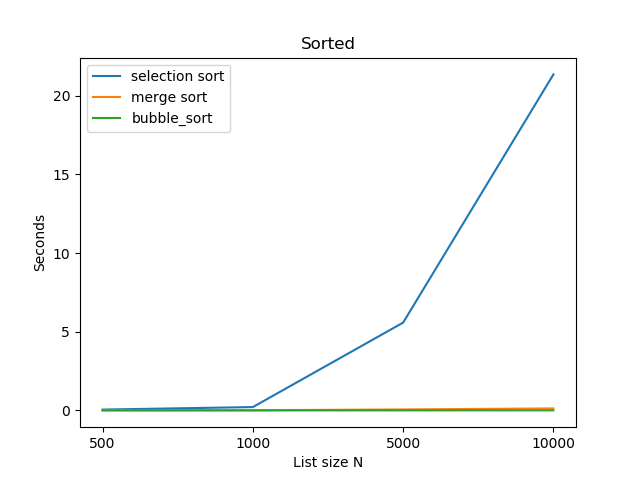 Sorted
selection sort
merge sort
bubble_sort
Seconds
20
15
10
5
0
500 1000 5000 10000
List size N